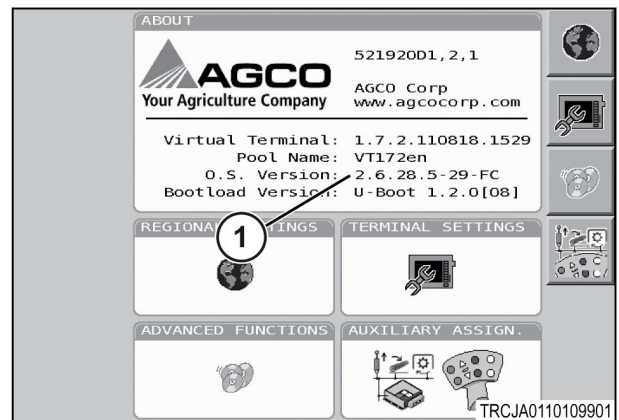 ABOUT
AGCO
Your Agriculture Company
521920D1,2,1
AGCO Corp
www.agcocorp.com
Virtual Terminal: 1.7.2.110818.1529
Pool Name: VT172en
O.S. Version: 2.6.28.5-29-FC
Bootload Version: U-Boot 1.2.0[08]
1
TINGS
TERMINAL SETTINGS
ADVANCED FUNCTIONS
AUXILIARY ASSIGN.
TRCJA0110109901